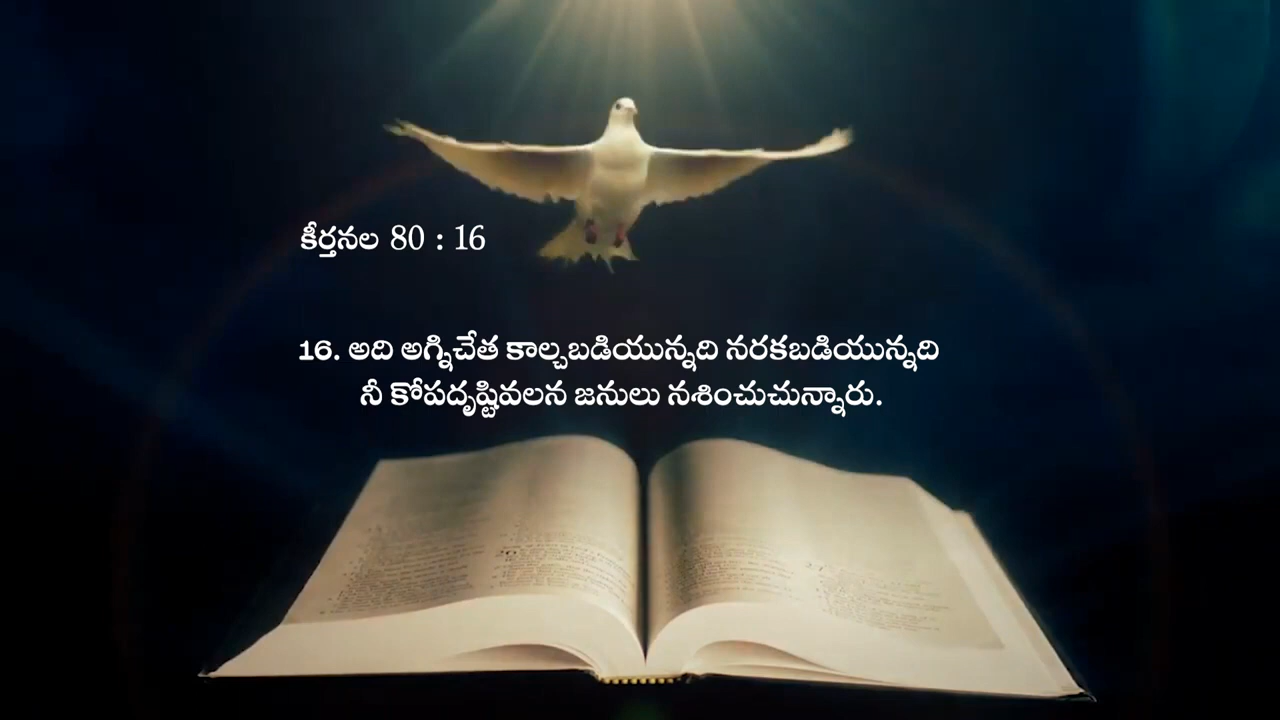 కీర్తనల 80 : 16
16. అది అగ్నిచేత కాల్చబడియున్నది నరకబడియున్నది
నీ కోపదృష్టివలన జనులు నశించుచున్నారు.